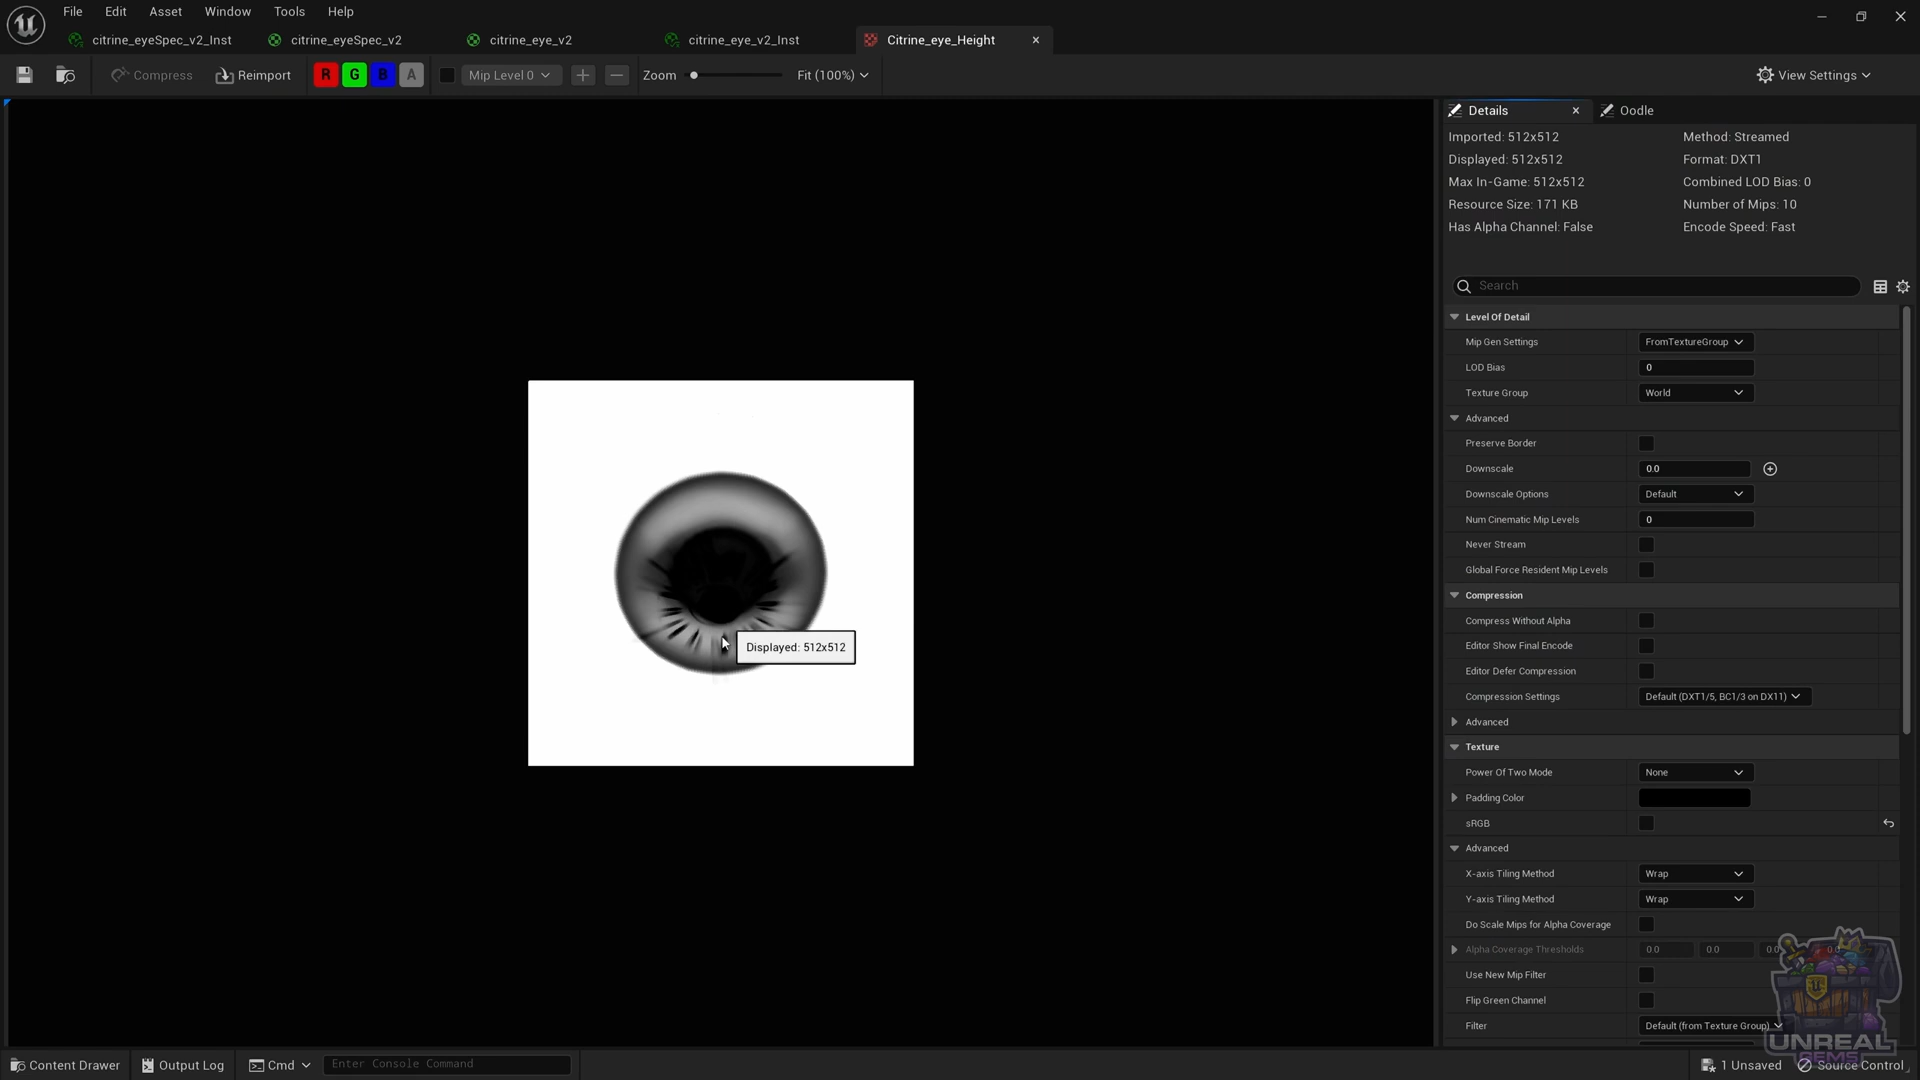 File Edit Asset Window Tools Help
citrine_eyeSpec_v2_Inst citrine_eyeSpec_v2 citrine_eye_v2 citrine_eye_v2_Inst Citrine_eye_Height
Compress Reimport R G B A Mip Level 0 Zoom Fit (100%) View Settings
Details Oodle
Imported: 512x512 Method: Streamed
Displayed: 512x512 Format: DXT1
Max In-Game: 512x512 Combined LOD Bias: 0
Resource Size: 171 KB Number of Mips: 10
Has Alpha Channel: False Encode Speed: Fast
Search
Level Of Detail
Mip Gen Settings FromTextureGroup
LOD Bias 0
Texture Group World
Advanced
Preserve Border
Downscale 0.0
Downscale Options Default
Num Cinematic Mip Levels 0
Never Stream
Global Force Resident Mip Levels
Compression
Compress Without Alpha
Editor Show Final Encode
Editor Defer Compression
Compression Settings Default (DXT1/5, BC1/3 on DX11)
Advanced
Texture
Power Of Two Mode None
Padding Color
sRGB
Advanced
X-axis Tiling Method Wrap
Y-axis Tiling Method Wrap
Do Scale Mips for Alpha Coverage
Alpha Coverage Thresholds 0.0 0.0 0.0 0.0
Use New Mip Filter
Flip Green Channel
Filter Default (from Texture Group)
Displayed: 512x512
UNREAL
GEMS
Content Drawer Output Log Cmd Enter Console Command 1 Unsaved Source Control